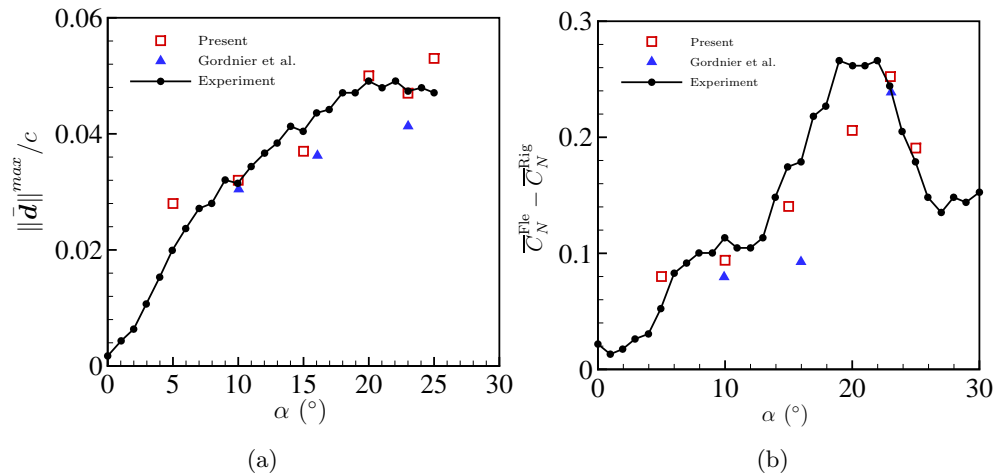 0.06
0.04
0.02
0
0 5 10 15 20 25 30
‖d̄‖^max/c
α (°)
Present
Gordnier et al.
Experiment
(a)
0.3
0.2
0.1
0
0 10 20 30
C̅_N^Fle − C̅_N^Rig
α (°)
Present
Gordnier et al.
Experiment
(b)